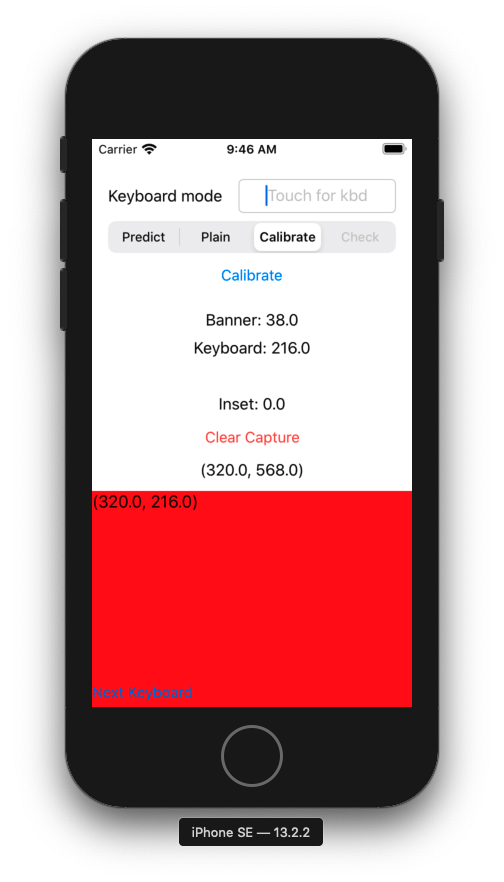 Carrier 9:46 AM
Keyboard mode Touch for kbd
Predict Plain Calibrate Check
Calibrate
Banner: 38.0
Keyboard: 216.0
Inset: 0.0
Clear Capture
(320.0, 568.0)
(320.0, 216.0)
Next Keyboard
iPhone SE — 13.2.2